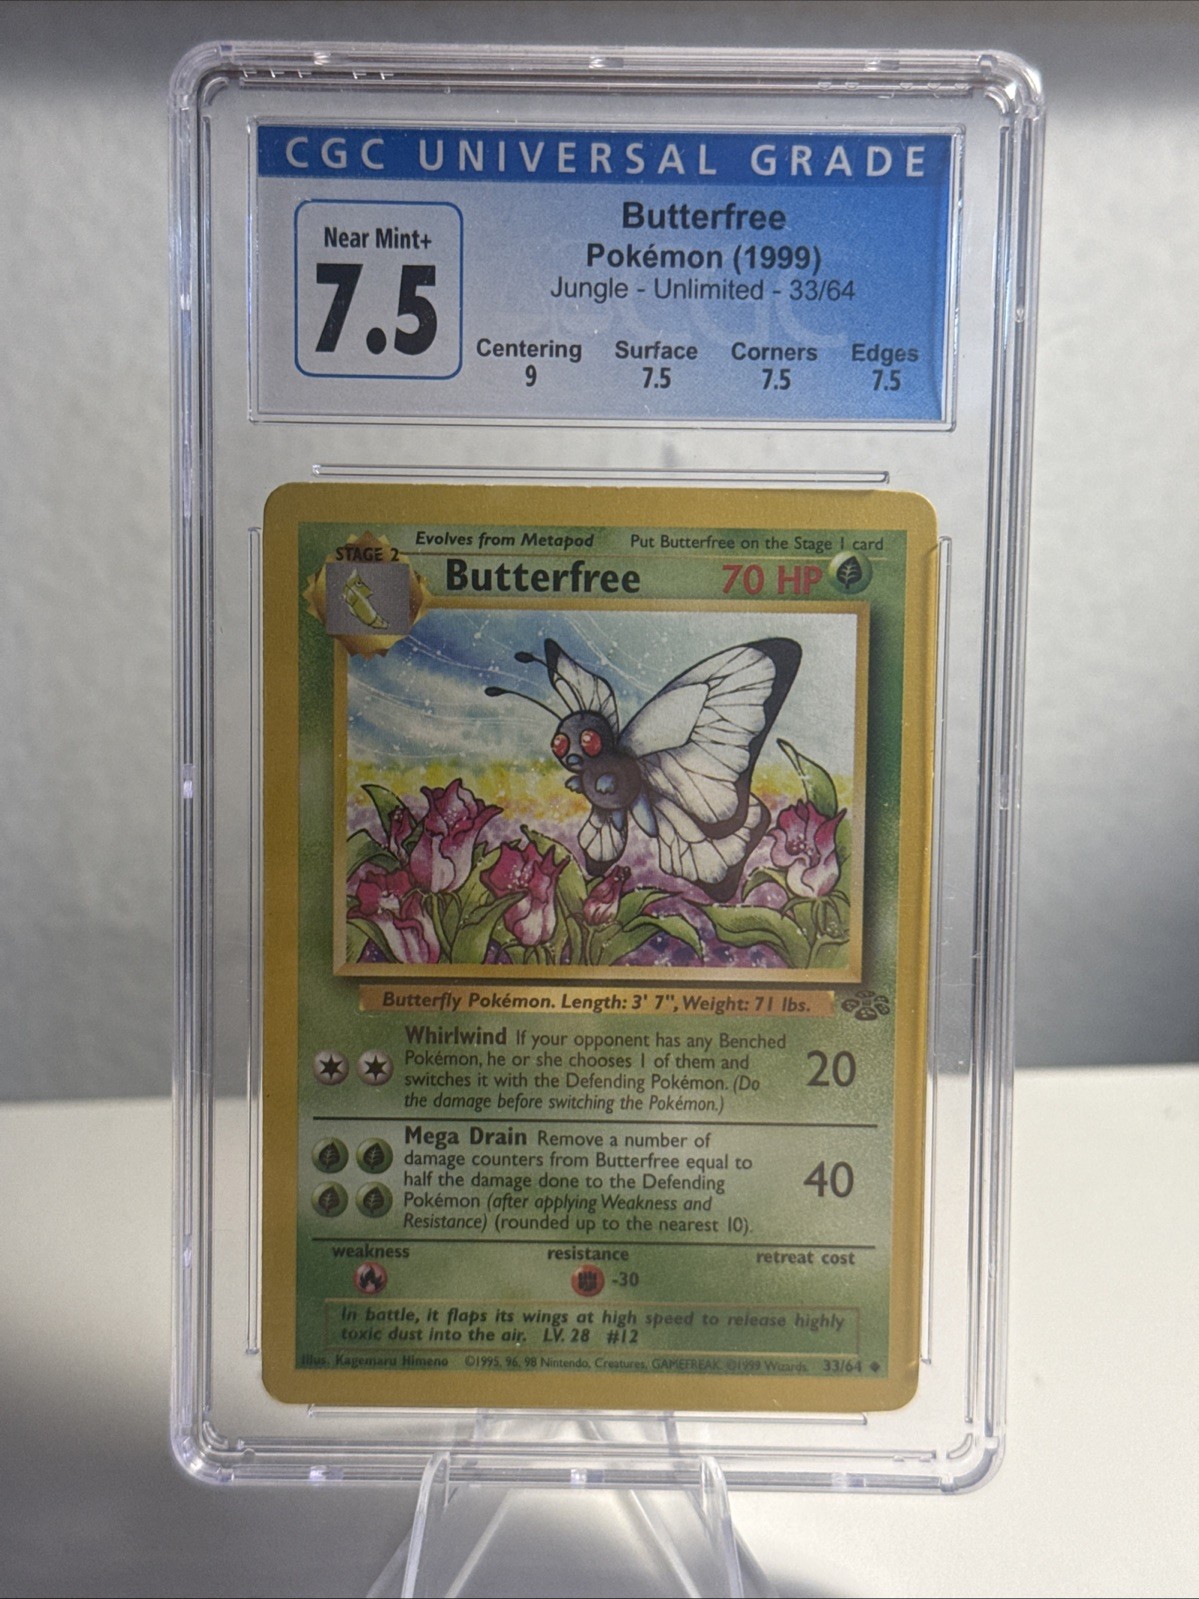 CGC UNIVERSAL GRADE
Near Mint+
7.5
Butterfree
Pokémon (1999)
Jungle - Unlimited - 33/64
Centering Surface Corners Edges
9 7.5 7.5 7.5
Evolves from Metapod Put Butterfree on the Stage 1 card
STAGE 2
Butterfree 70 HP
Butterfly Pokémon. Length: 3' 7", Weight: 71 lbs.
Whirlwind If your opponent has any Benched
Pokémon, he or she chooses 1 of them and
switches it with the Defending Pokémon. (Do
the damage before switching the Pokémon.)
20
Mega Drain Remove a number of
damage counters from Butterfree equal to
half the damage done to the Defending
Pokémon (after applying Weakness and
Resistance) (rounded up to the nearest 10).
40
weakness resistance retreat cost
-30
In battle, it flaps its wings at high speed to release highly
toxic dust into the air. LV. 28 #12
Illus. Kagemaru Himeno ©1995, 96, 98 Nintendo, Creatures, GAMEFREAK. ©1999 Wizards. 33/64